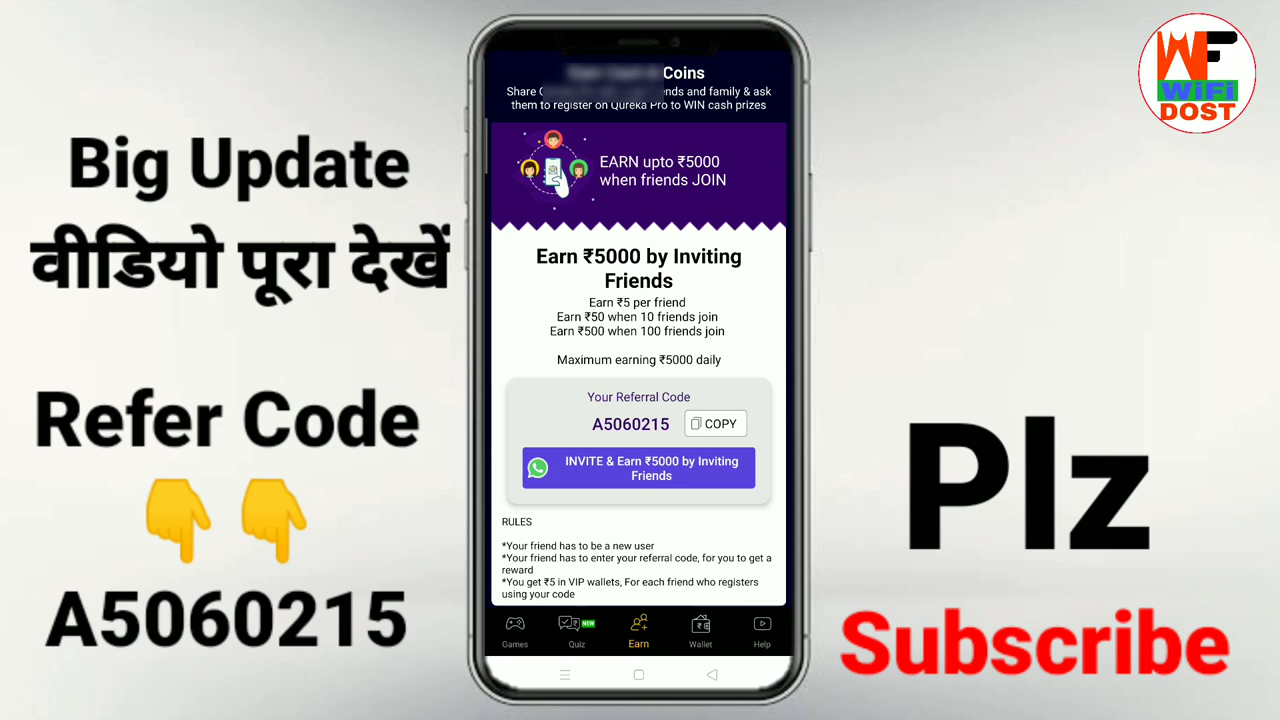 Big Update
वीडियो पूरा देखें
Refer Code
👇 👇
A5060215
Coins
Share ends and family & ask
them to register on Qureka Pro to WIN cash prizes
EARN upto ₹5000
when friends JOIN
Earn ₹5000 by Inviting
Friends
Earn ₹5 per friend
Earn ₹50 when 10 friends join
Earn ₹500 when 100 friends join
Maximum earning ₹5000 daily
Your Referral Code
A5060215 COPY
INVITE & Earn ₹5000 by Inviting
Friends
RULES
*Your friend has to be a new user
*Your friend has to enter your referral code, for you to get a
reward
*You get ₹5 in VIP wallets, For each friend who registers
using your code
NEW
Games Quiz Earn Wallet Help
WF
WiFi
DOST
Plz
Subscribe